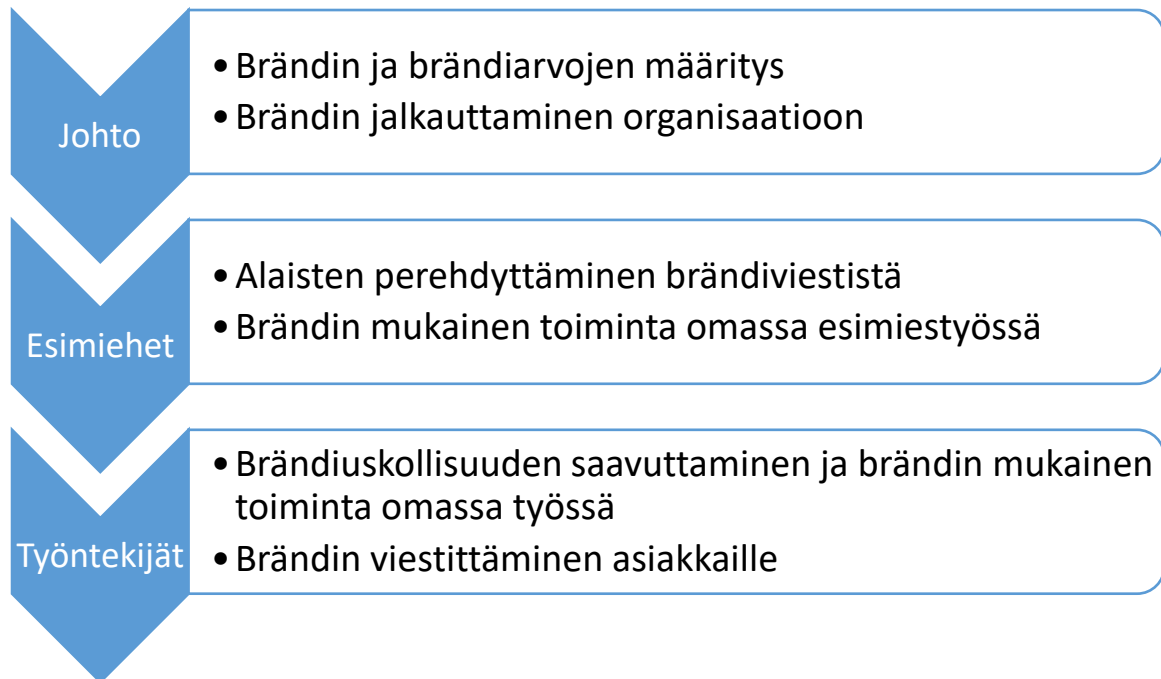 Johto
• Brändin ja brändiarvojen määritys
• Brändin jalkauttaminen organisaatioon
Esimiehet
• Alaisten perehdyttäminen brändiviestistä
• Brändin mukainen toiminta omassa esimiestyössä
Työntekijät
• Brändiuskollisuuden saavuttaminen ja brändin mukainen
toiminta omassa työssä
• Brändin viestittäminen asiakkaille